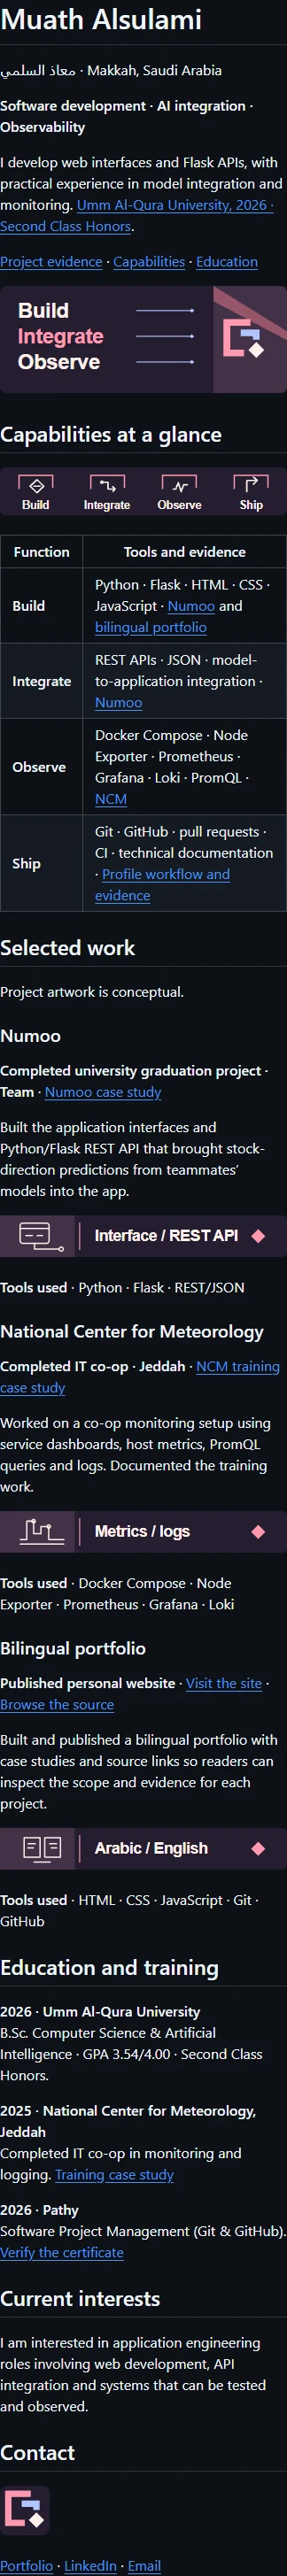 Muath Alsulami
معاذ السلمي · Makkah, Saudi Arabia
Software development · AI integration ·
Observability
I develop web interfaces and Flask APIs, with
practical experience in model integration and
monitoring. Umm Al-Qura University, 2026 ·
Second Class Honors.
Project evidence · Capabilities · Education
Build
Integrate
Observe
Capabilities at a glance
Build Integrate Observe Ship
Function Tools and evidence
Build
Python · Flask · HTML · CSS ·
JavaScript · Numoo and
bilingual portfolio
Integrate
REST APIs · JSON · model-
to-application integration ·
Numoo
Observe
Docker Compose · Node
Exporter · Prometheus ·
Grafana · Loki · PromQL ·
NCM
Ship
Git · GitHub · pull requests ·
CI · technical documentation
· Profile workflow and
evidence
Selected work
Project artwork is conceptual.
Numoo
Completed university graduation project ·
Team · Numoo case study
Built the application interfaces and
Python/Flask REST API that brought stock-
direction predictions from teammates’
models into the app.
Interface / REST API
Tools used · Python · Flask · REST/JSON
National Center for Meteorology
Completed IT co-op · Jeddah · NCM training
case study
Worked on a co-op monitoring setup using
service dashboards, host metrics, PromQL
queries and logs. Documented the training
work.
Metrics / logs
Tools used · Docker Compose · Node
Exporter · Prometheus · Grafana · Loki
Bilingual portfolio
Published personal website · Visit the site ·
Browse the source
Built and published a bilingual portfolio with
case studies and source links so readers can
inspect the scope and evidence for each
project.
Arabic / English
Tools used · HTML · CSS · JavaScript · Git ·
GitHub
Education and training
2026 · Umm Al-Qura University
B.Sc. Computer Science & Artificial
Intelligence · GPA 3.54/4.00 · Second Class
Honors.
2025 · National Center for Meteorology,
Jeddah
Completed IT co-op in monitoring and
logging. Training case study
2026 · Pathy
Software Project Management (Git & GitHub).
Verify the certificate
Current interests
I am interested in application engineering
roles involving web development, API
integration and systems that can be tested
and observed.
Contact
Portfolio · LinkedIn · Email